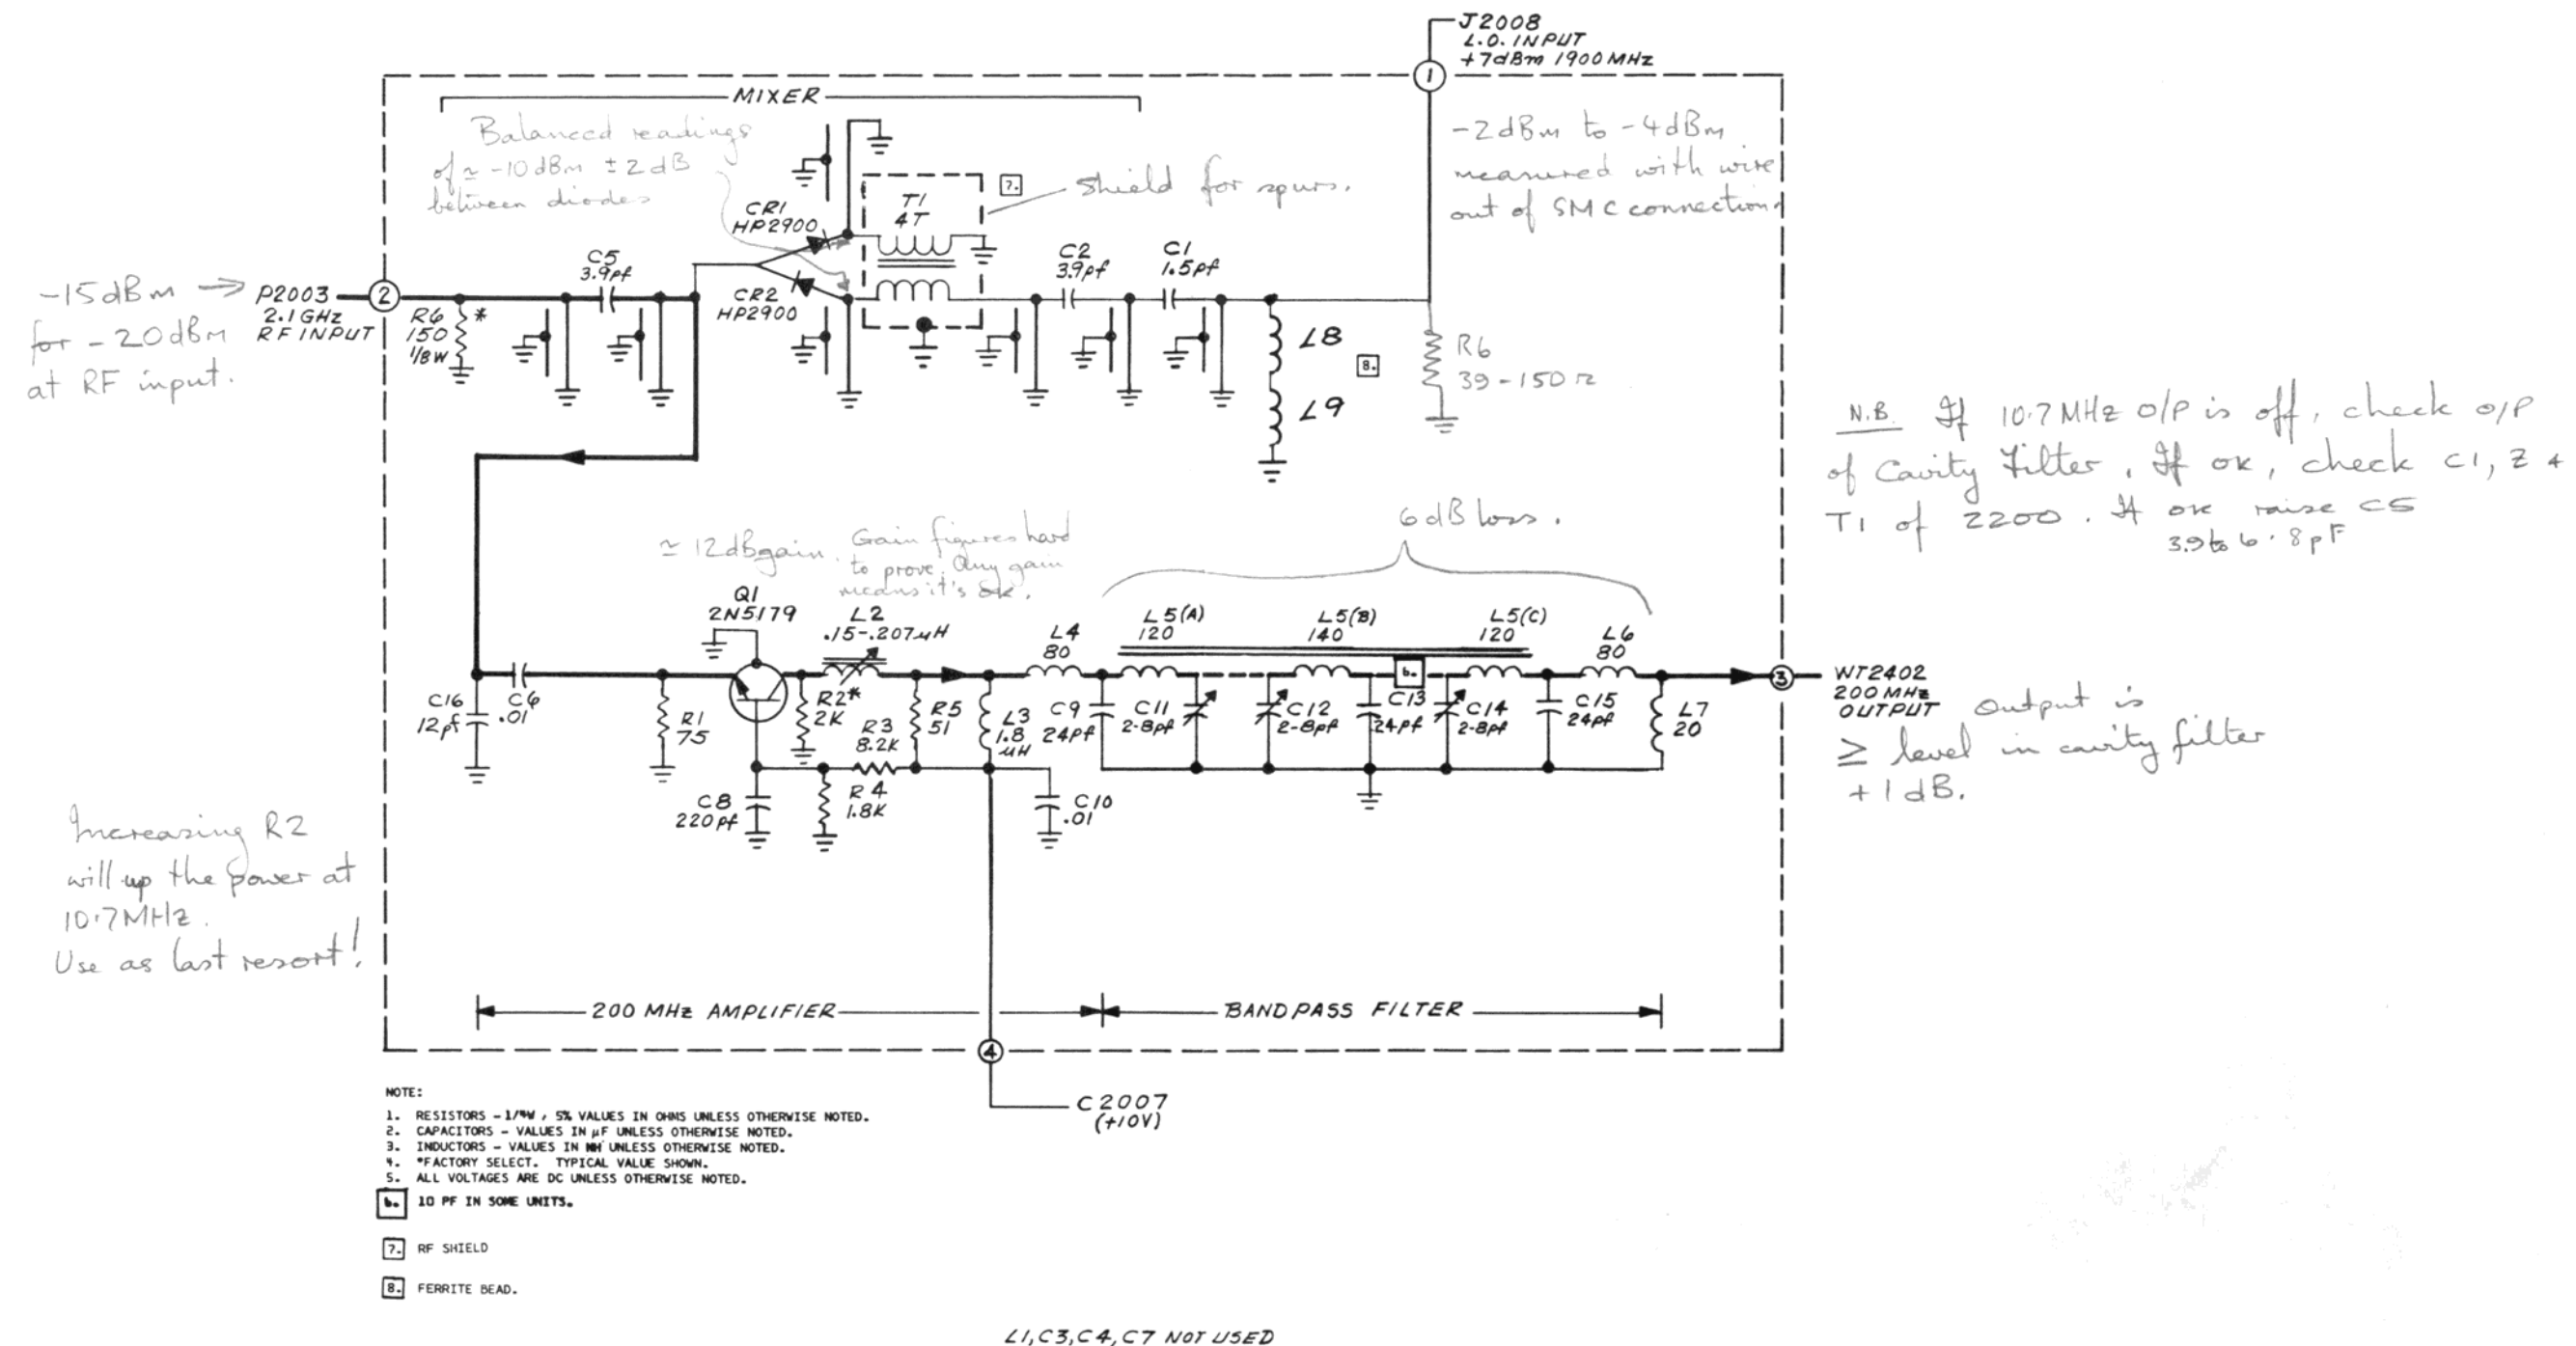 J2008
L.O. INPUT
+7dBm 1900MHz
1
MIXER
Balanced readings
of ≃ -10dBm ± 2dB
between diodes
-2dBm to -4dBm
measured with wire
out of SMC connection.
7.
Shield for spurs.
T1
4T
CR1
HP2900
CR2
HP2900
C5
3.9pf
C2
3.9pf
C1
1.5pf
-15dBm →
for -20dBm
at RF input.
P2003
2.1GHz
RF INPUT
2
R6
150
1/8W
*
L8
L9
8.
R6
39-150Ω
N.B. If 10.7MHz O/P is off, check O/P
of Cavity Filter. If ok, check C1, 2 +
T1 of 2200. If ok raise C5
3.9 to 6.8pF
≃ 12dB gain. Gain figures hard
to prove. Any gain
means it's ok.
6dB loss.
Q1
2N5179
L2
.15-.207µH
L4
80
L5(A)
120
L5(B)
140
L5(C)
120
L6
80
6.
3
WT2402
200MHz
OUTPUT
Output is
≥ level in cavity filter
+1dB.
C16
12pf
C6
.01
R1
75
R2*
2K
R3
8.2K
R5
51
L3
1.8
µH
C9
24pf
C11
2-8pf
C12
2-8pf
C13
24pf
C14
2-8pf
C15
24pf
L7
20
C8
220pf
R4
1.8K
C10
.01
Increasing R2
will up the power at
10.7MHz.
Use as last resort!
200 MHz AMPLIFIER
BANDPASS FILTER
4
C2007
(+10V)
NOTE:
1. RESISTORS - 1/4W, 5% VALUES IN OHMS UNLESS OTHERWISE NOTED.
2. CAPACITORS - VALUES IN µF UNLESS OTHERWISE NOTED.
3. INDUCTORS - VALUES IN NH UNLESS OTHERWISE NOTED.
4. *FACTORY SELECT. TYPICAL VALUE SHOWN.
5. ALL VOLTAGES ARE DC UNLESS OTHERWISE NOTED.
6. 10 PF IN SOME UNITS.
7. RF SHIELD
8. FERRITE BEAD.
L1,C3,C4,C7 NOT USED